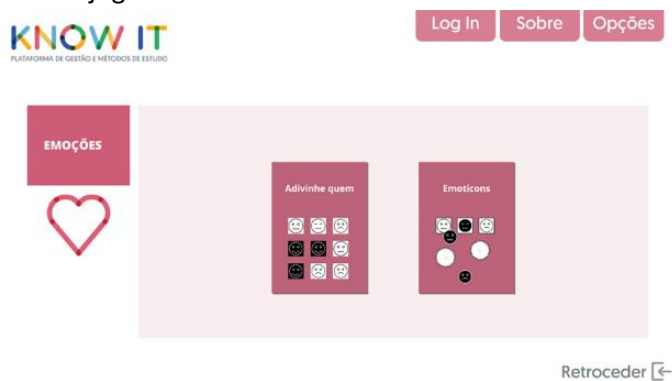 KNOW IT
PLATAFORMA DE GESTÃO E MÉTODOS DE ESTUDO
Log In
Sobre
Opções
EMOÇÕES
Adivinhe quem
Emoticons
Retroceder